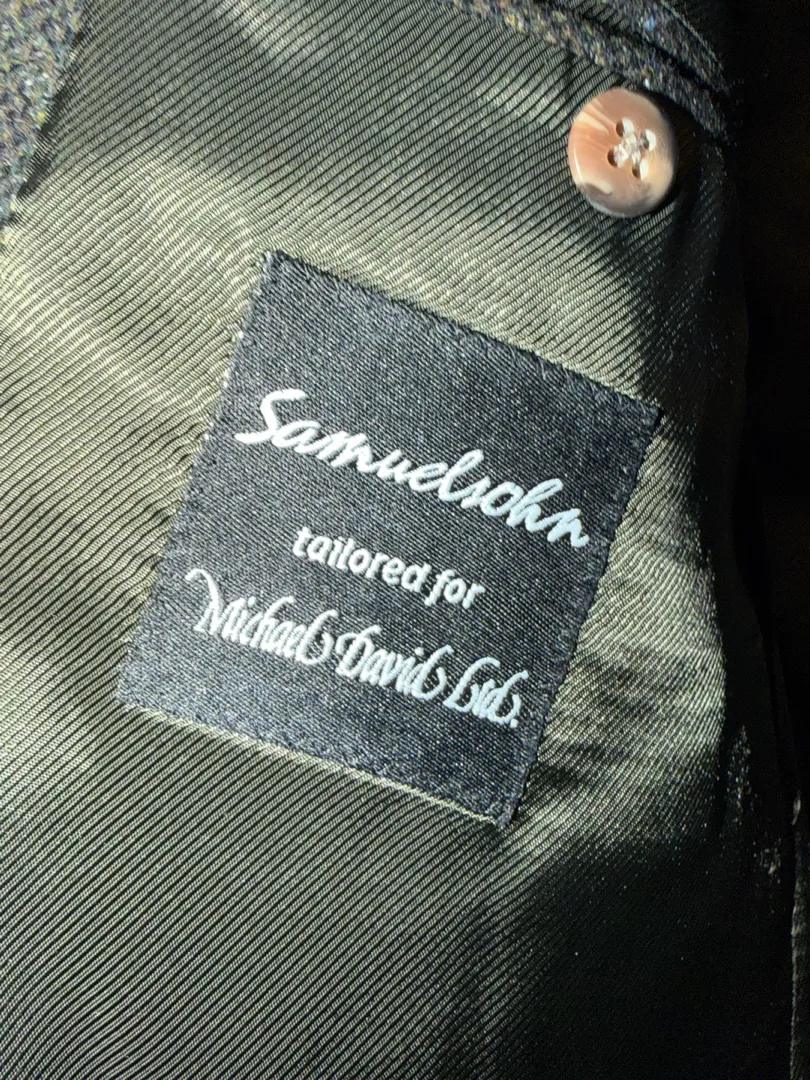 Samuelsohn
tailored for
Michael David Ltd.